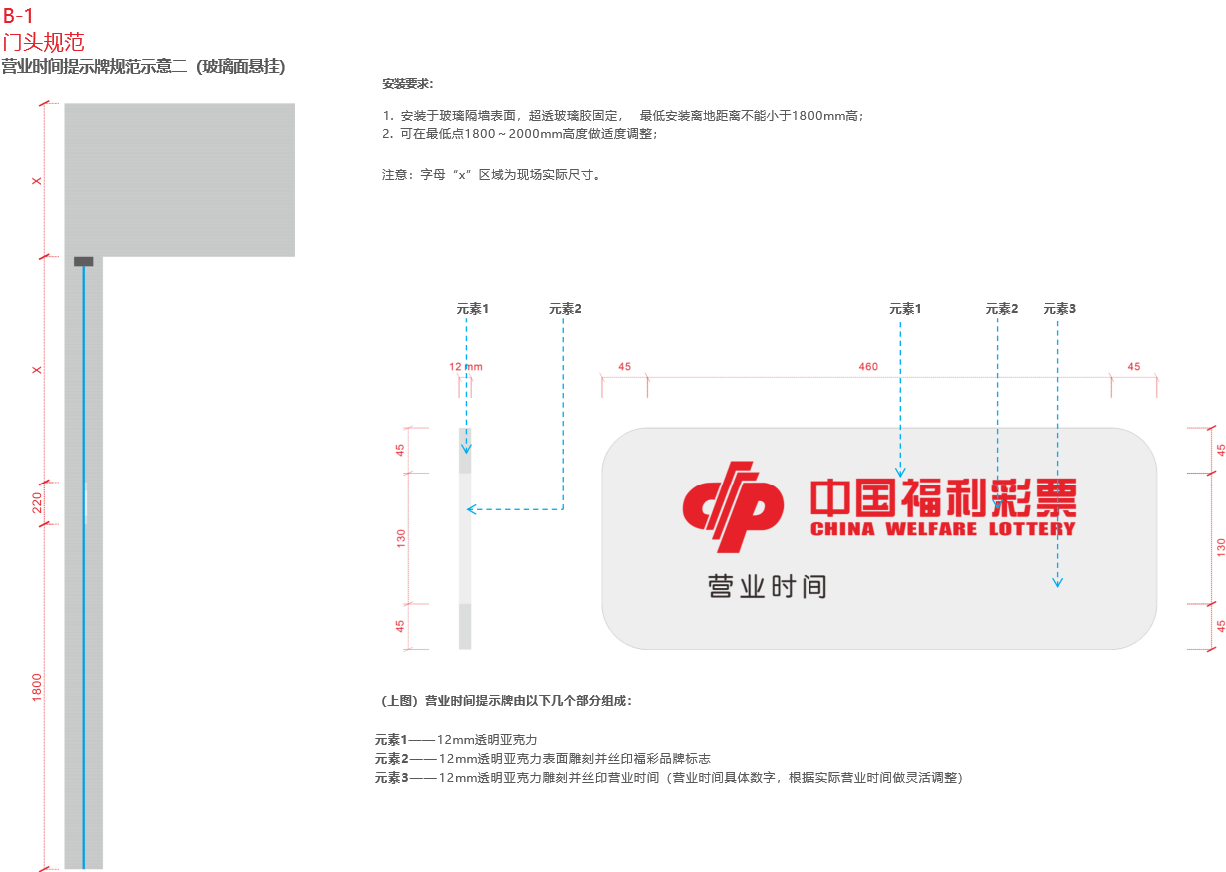 B-1
门头规范
营业时间提示牌规范示意二（玻璃面悬挂）
安装要求：
1. 安装于玻璃隔墙表面，超透玻璃胶固定， 最低安装离地距离不能小于1800mm高；
2. 可在最低点1800～2000mm高度做适度调整；
注意：字母“x”区域为现场实际尺寸。
X
X
220
1800
元素1
元素2
12 mm
45
130
45
元素1
元素2
元素3
45
460
45
45
130
45
中国福利彩票
CHINA WELFARE LOTTERY
营业时间
（上图）营业时间提示牌由以下几个部分组成：
元素1——12mm透明亚克力
元素2——12mm透明亚克力表面雕刻并丝印福彩品牌标志
元素3——12mm透明亚克力雕刻并丝印营业时间（营业时间具体数字，根据实际营业时间做灵活调整）